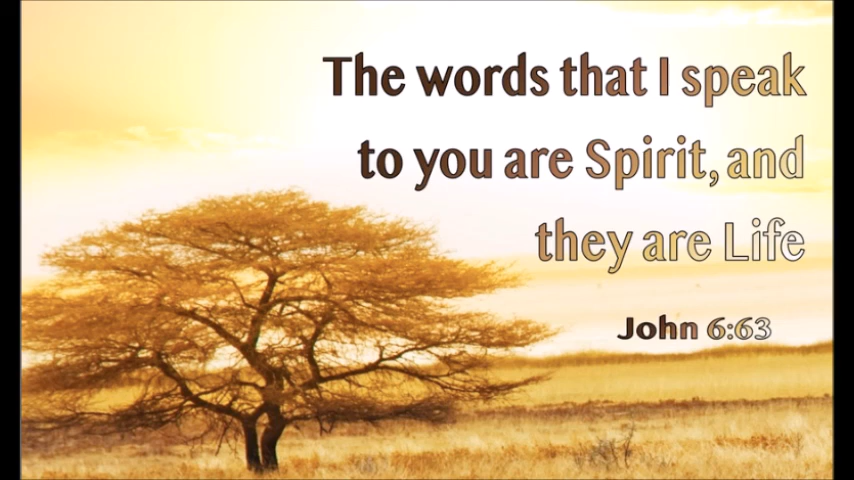 The words that I speak
to you are Spirit, and
they are Life
John 6:63